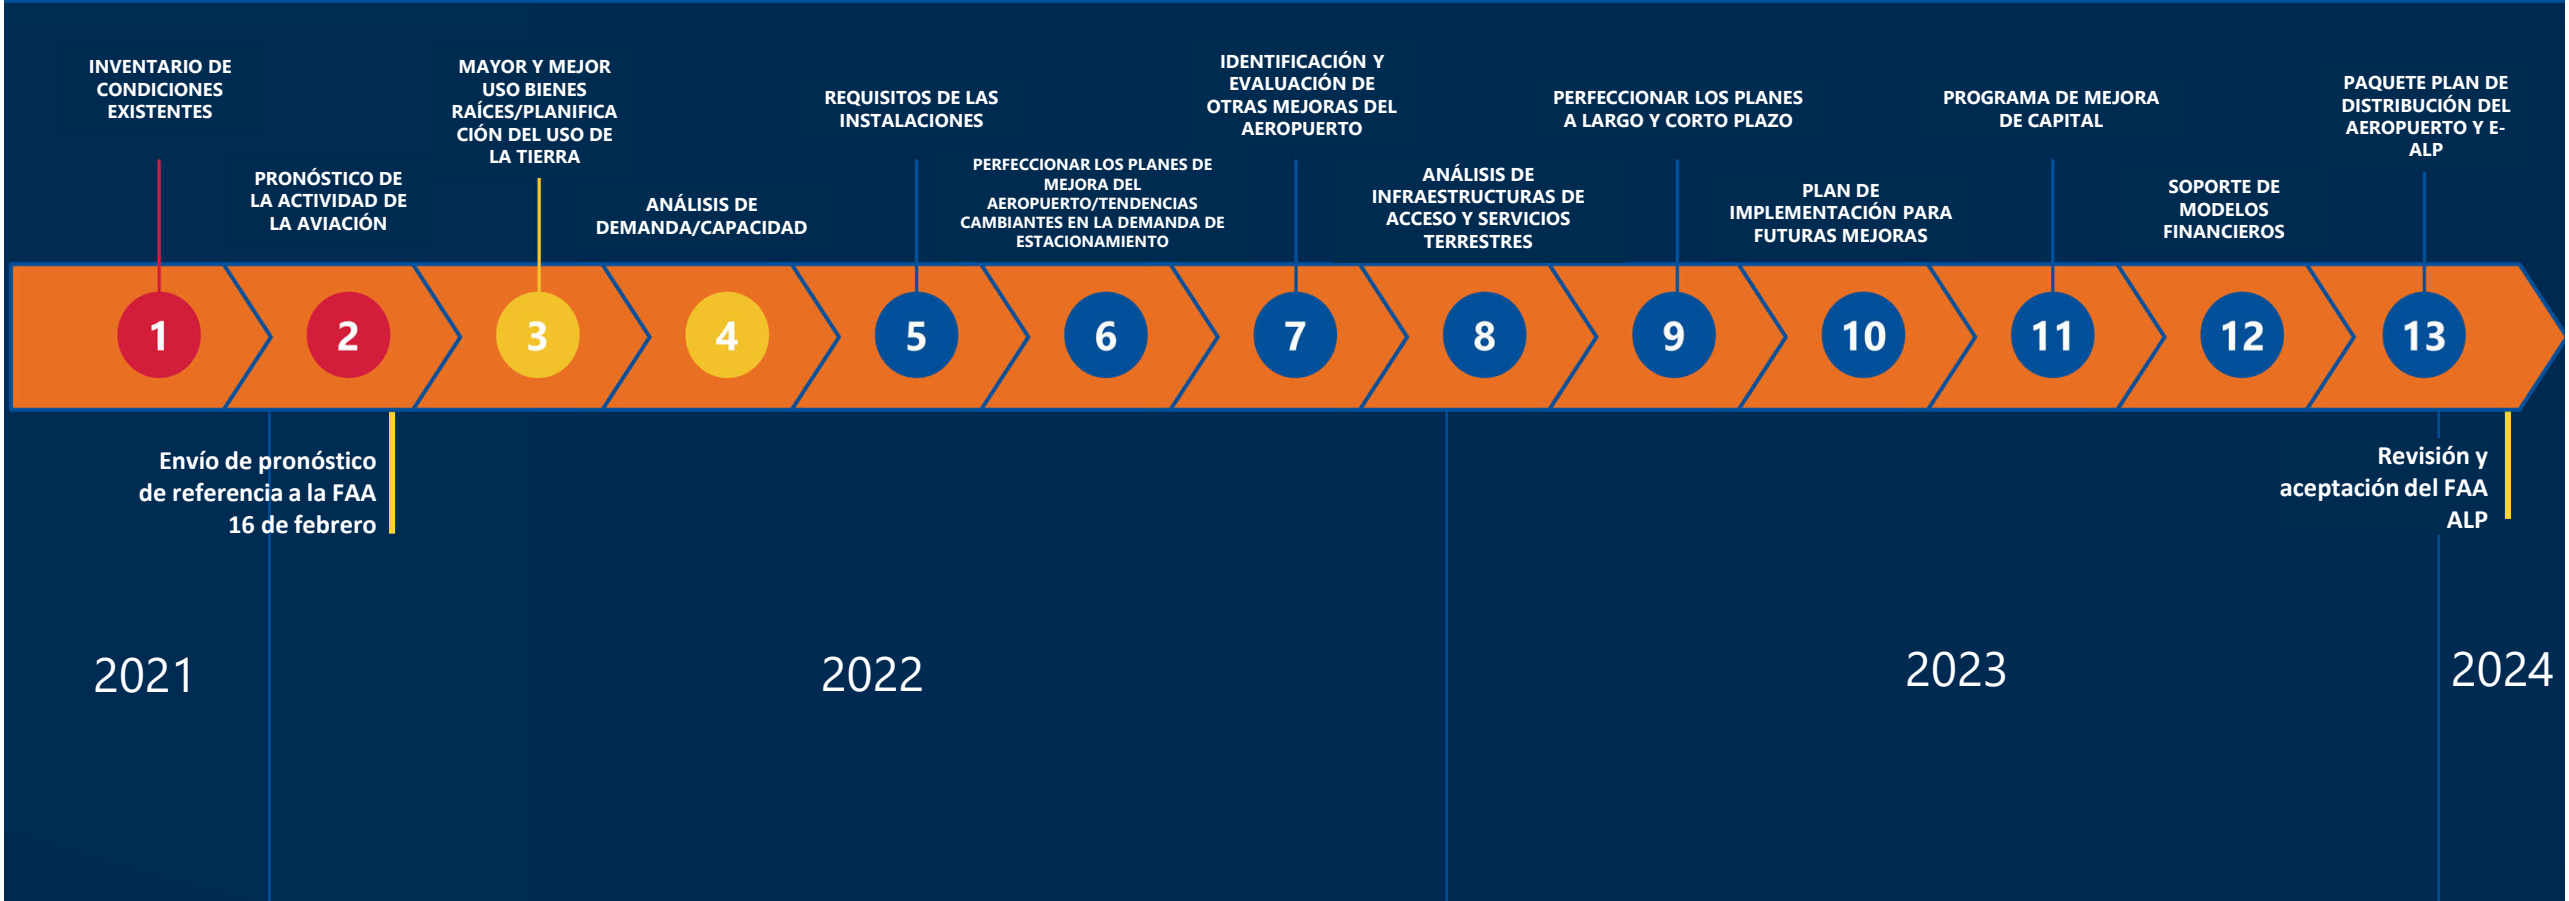 INVENTARIO DE
CONDICIONES
EXISTENTES
PRONÓSTICO DE
LA ACTIVIDAD DE
LA AVIACIÓN
MAYOR Y MEJOR
USO BIENES
RAÍCES/PLANIFICA
CIÓN DEL USO DE
LA TIERRA
ANÁLISIS DE
DEMANDA/CAPACIDAD
REQUISITOS DE LAS
INSTALACIONES
PERFECCIONAR LOS PLANES DE
MEJORA DEL
AEROPUERTO/TENDENCIAS
CAMBIANTES EN LA DEMANDA DE
ESTACIONAMIENTO
IDENTIFICACIÓN Y
EVALUACIÓN DE
OTRAS MEJORAS DEL
AEROPUERTO
ANÁLISIS DE
INFRAESTRUCTURAS DE
ACCESO Y SERVICIOS
TERRESTRES
PERFECCIONAR LOS PLANES
A LARGO Y CORTO PLAZO
PLAN DE
IMPLEMENTACIÓN PARA
FUTURAS MEJORAS
PROGRAMA DE MEJORA
DE CAPITAL
SOPORTE DE
MODELOS
FINANCIEROS
PAQUETE PLAN DE
DISTRIBUCIÓN DEL
AEROPUERTO Y E-
ALP
1
2
3
4
5
6
7
8
9
10
11
12
13
Envío de pronóstico
de referencia a la FAA
16 de febrero
Revisión y
aceptación del FAA
ALP
2021
2022
2023
2024